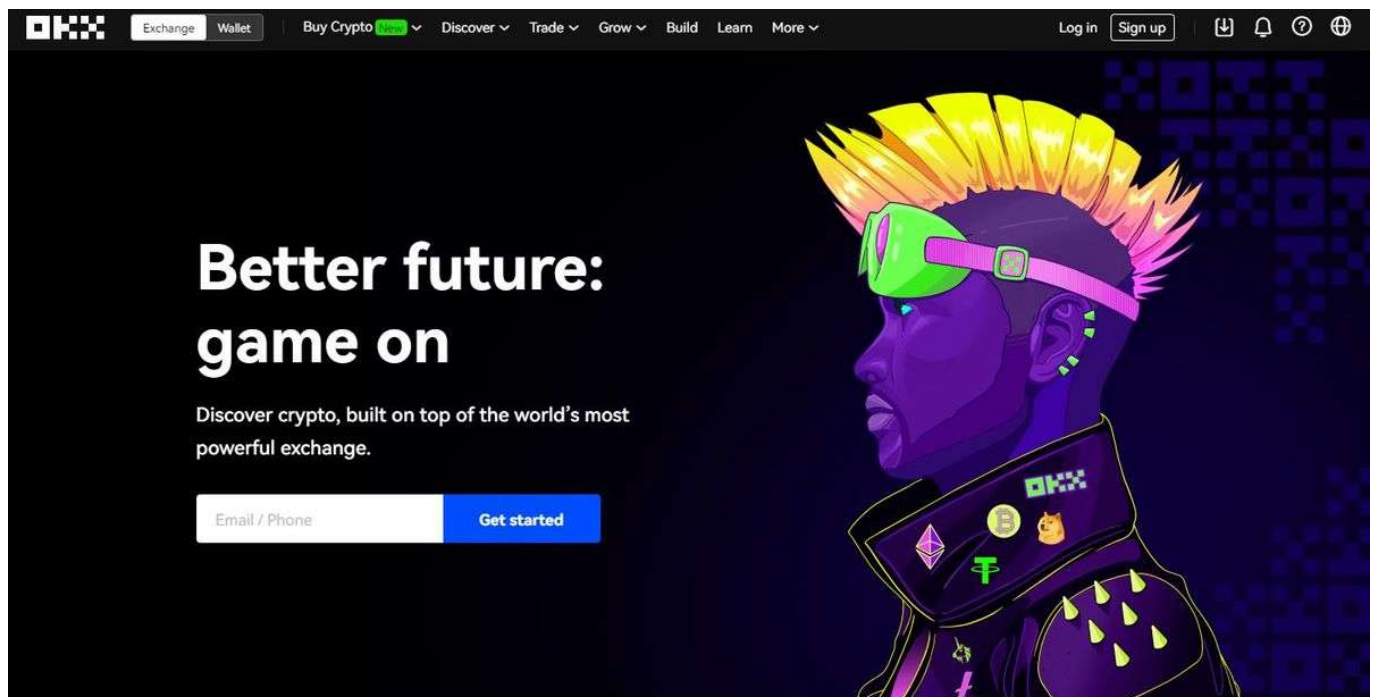 OKX
Exchange Wallet Buy Crypto New Discover Trade Grow Build Learn More Log in Sign up
Better future:
game on
Discover crypto, built on top of the world’s most
powerful exchange.
Email / Phone Get started
OKX